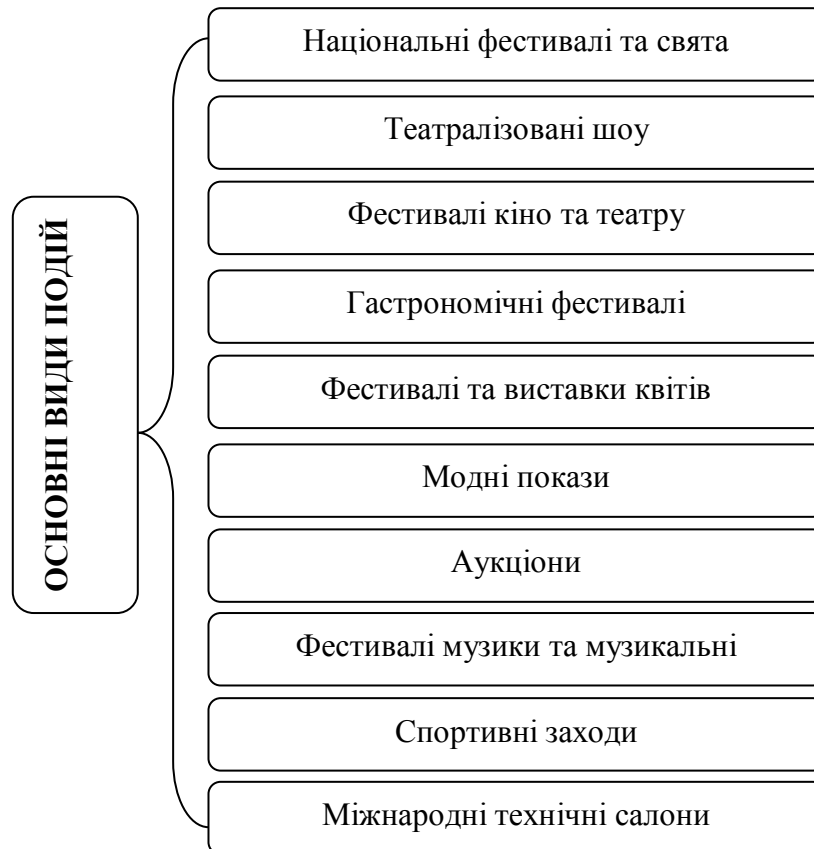 ОСНОВНІ ВИДИ ПОДІЙ
Національні фестивалі та свята
Театралізовані шоу
Фестивалі кіно та театру
Гастрономічні фестивалі
Фестивалі та виставки квітів
Модні покази
Аукціони
Фестивалі музики та музикальні
Спортивні заходи
Міжнародні технічні салони